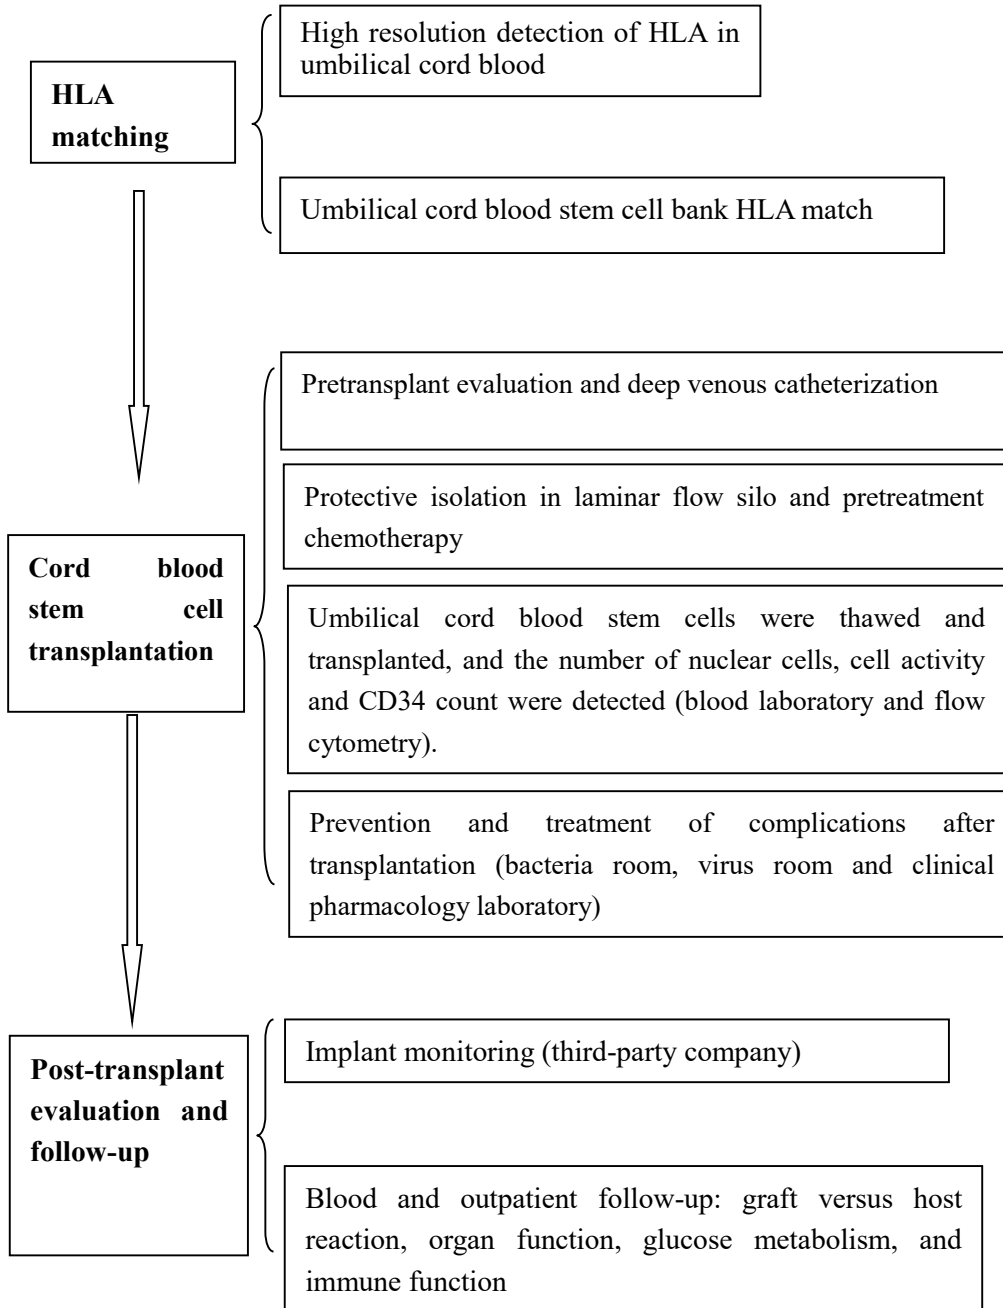 HLA
matching
High resolution detection of HLA in
umbilical cord blood
Umbilical cord blood stem cell bank HLA match
Cord blood
stem cell
transplantation
Pretransplant evaluation and deep venous catheterization
Protective isolation in laminar flow silo and pretreatment
chemotherapy
Umbilical cord blood stem cells were thawed and
transplanted, and the number of nuclear cells, cell activity
and CD34 count were detected (blood laboratory and flow
cytometry).
Prevention and treatment of complications after
transplantation (bacteria room, virus room and clinical
pharmacology laboratory)
Post-transplant
evaluation and
follow-up
Implant monitoring (third-party company)
Blood and outpatient follow-up: graft versus host
reaction, organ function, glucose metabolism, and
immune function